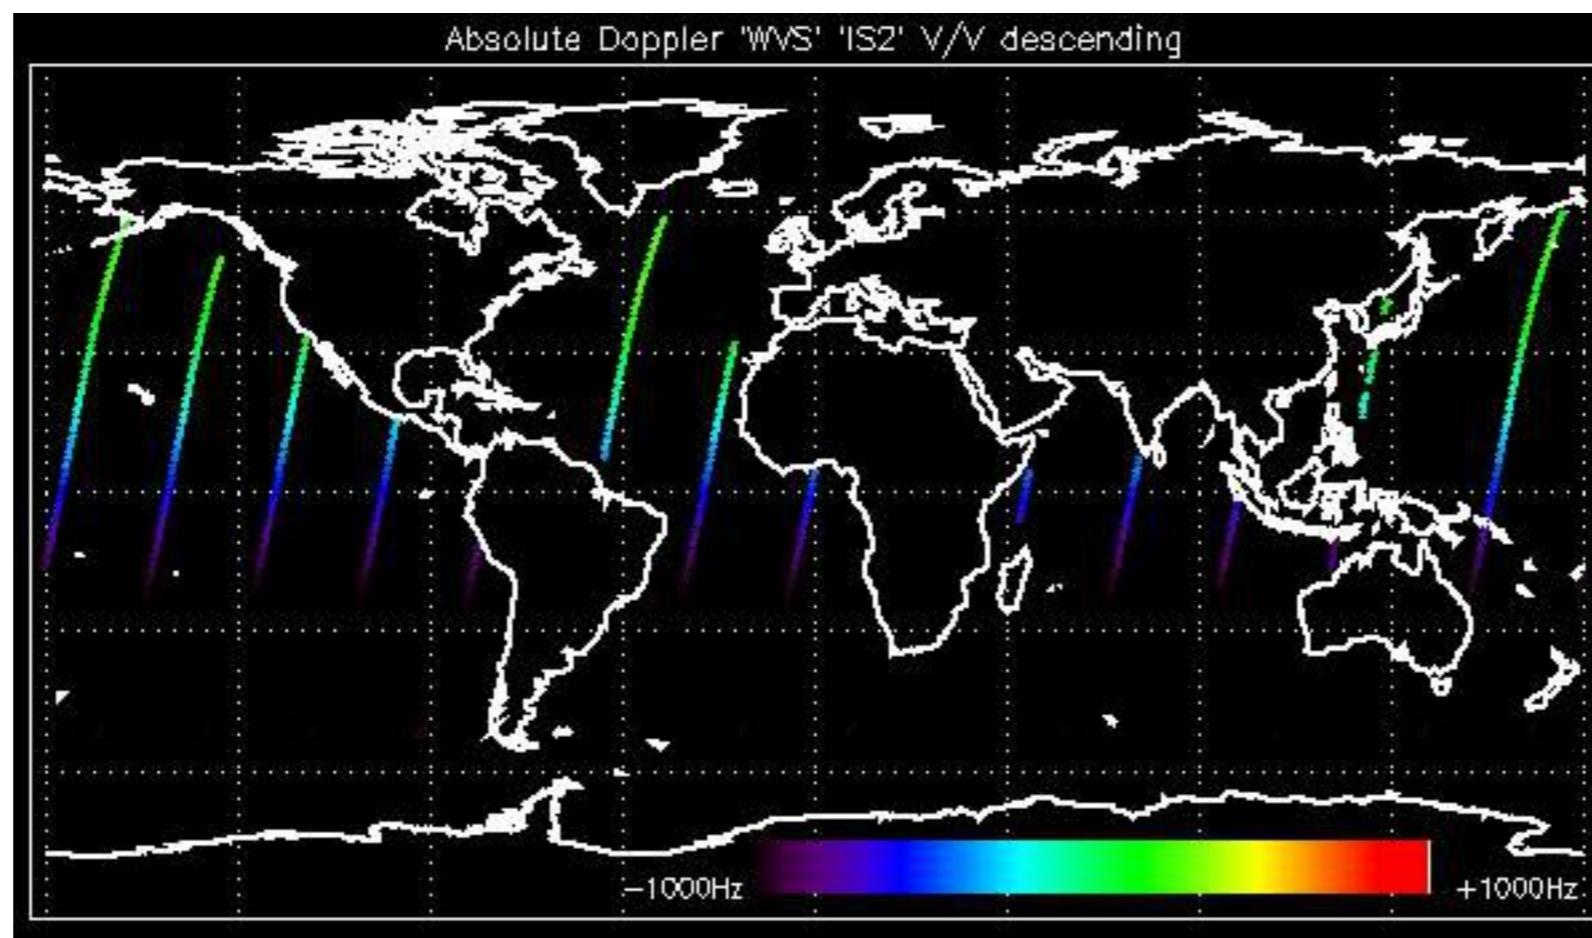 Absolute Doppler 'WVS' 'IS2' V/V descending
−1000Hz +1000Hz